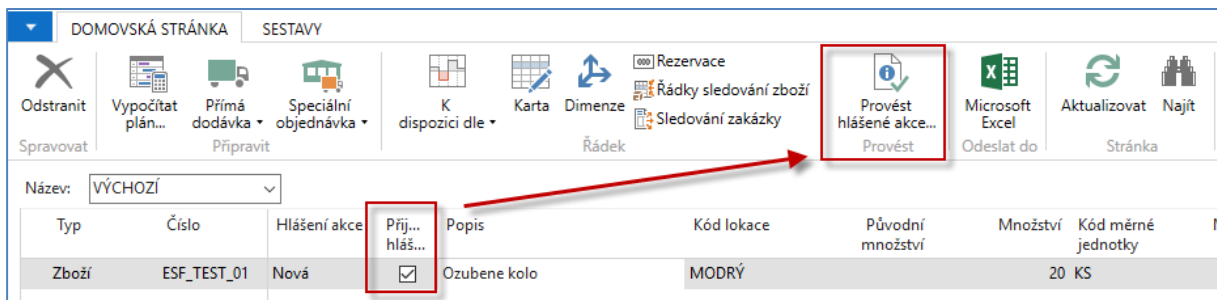 DOMOVSKÁ STRÁNKA SESTAVY
Odstranit
Vypočítat plán...
Přímá dodávka
Speciální objednávka
K dispozici dle
Karta
Dimenze
Rezervace
Řádky sledování zboží
Sledování zakázky
Provést hlášené akce...
Microsoft Excel
Aktualizovat
Najít
Spravovat Připravit Řádek Provést Odeslat do Stránka
Název: VÝCHOZÍ
Typ Číslo Hlášení akce Přij... hláš... Popis Kód lokace Původní množství Množství Kód měrné jednotky
Zboží ESF_TEST_01 Nová Ozubene kolo MODRÝ 20 KS